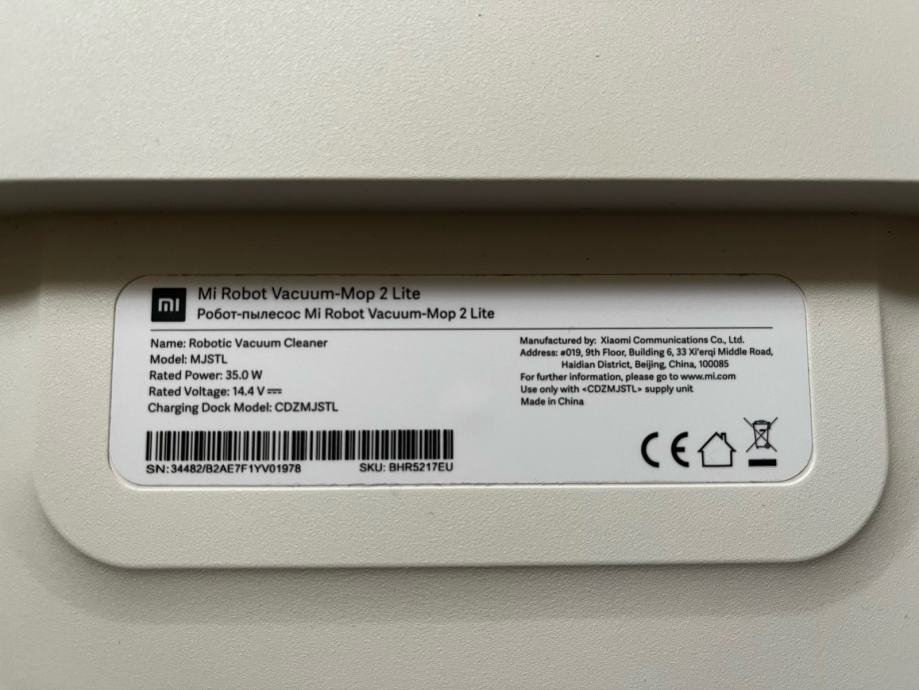 mi
Mi Robot Vacuum-Mop 2 Lite
Робот-пылесос Mi Robot Vacuum-Mop 2 Lite
Name: Robotic Vacuum Cleaner
Model: MJSTL
Rated Power: 35.0 W
Rated Voltage: 14.4 V
Charging Dock Model: CDZMJSTL
SN: 34482/B2AE7F1YV01978
SKU: BHR5217EU
Manufactured by: Xiaomi Communications Co., Ltd.
Address: #019, 9th Floor, Building 6, 33 Xi'erqi Middle Road,
Haidian District, Beijing, China, 100085
For further information, please go to www.mi.com
Use only with <CDZMJSTL> supply unit
Made in China
CE